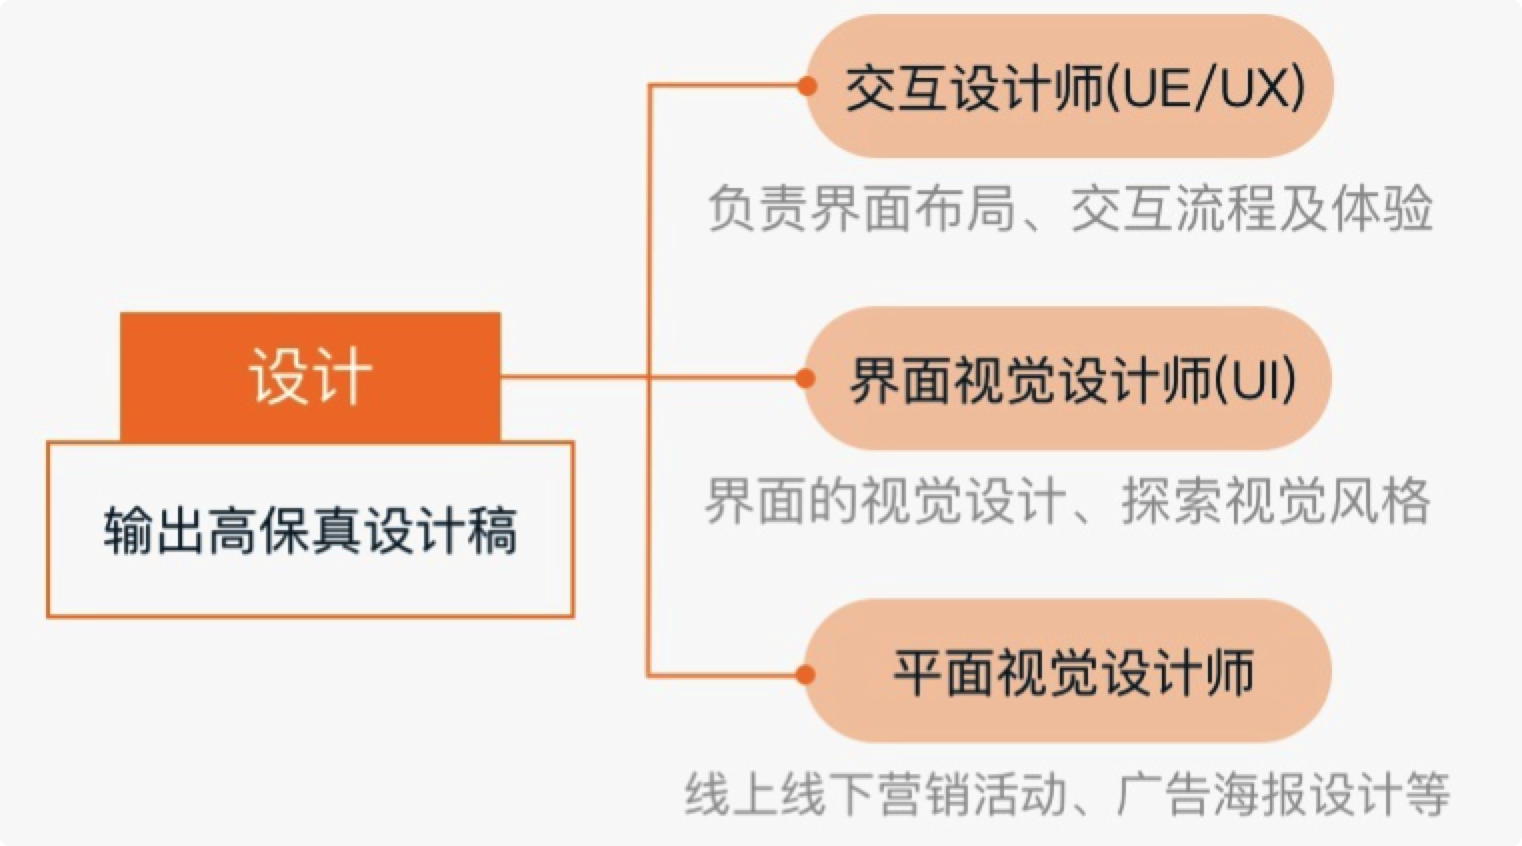 设计
输出高保真设计稿
交互设计师(UE/UX)
负责界面布局、交互流程及体验
界面视觉设计师(UI)
界面的视觉设计、探索视觉风格
平面视觉设计师
线上线下营销活动、广告海报设计等